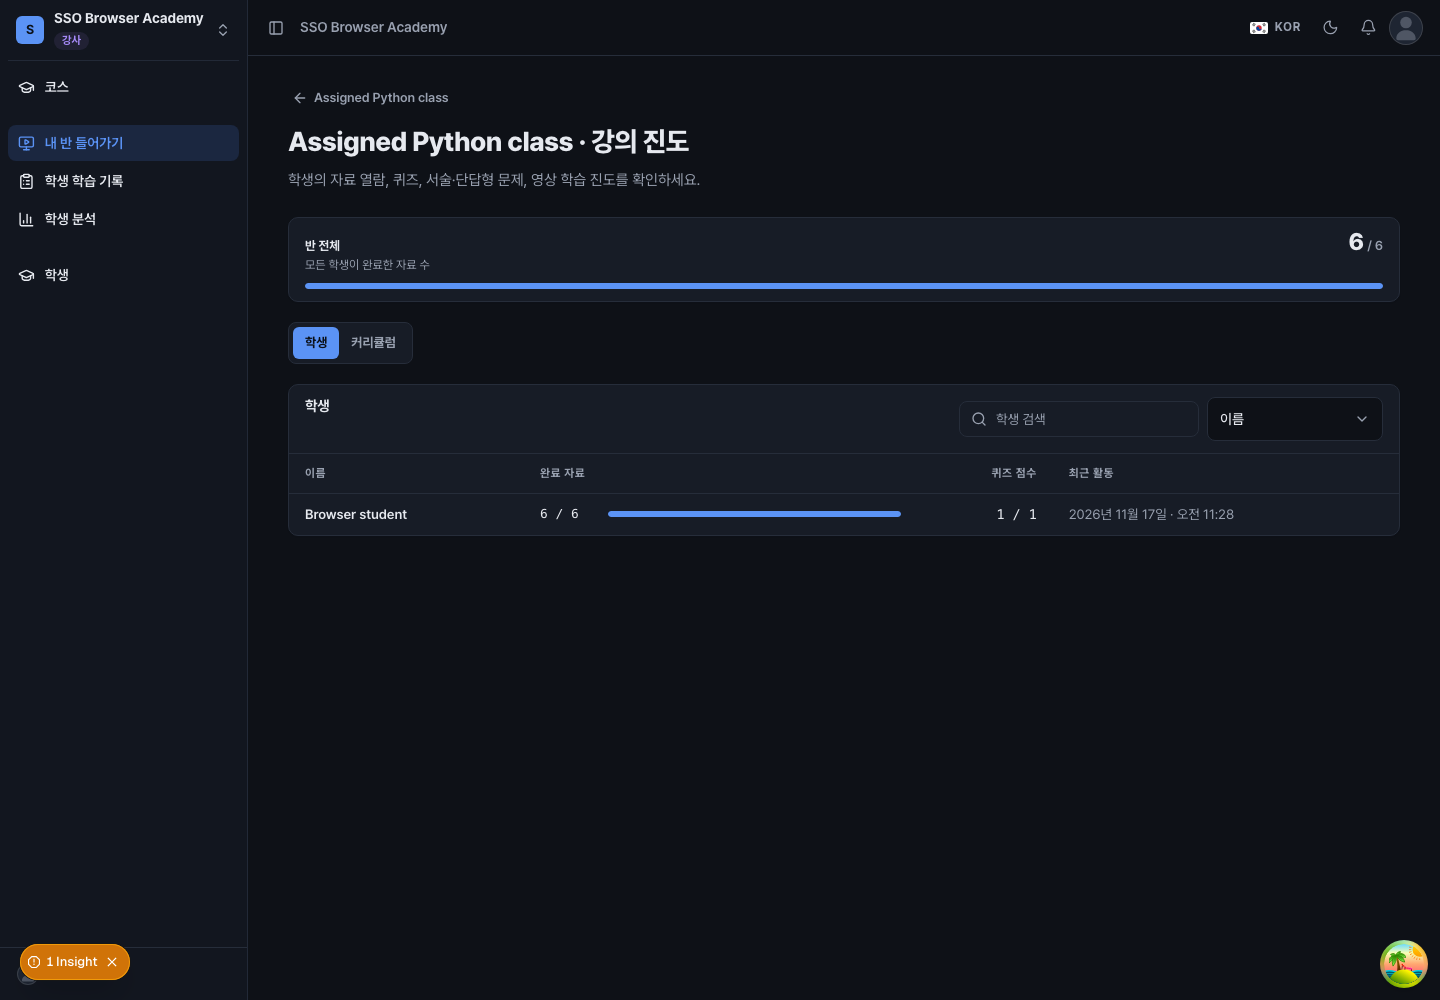 S
SSO Browser Academy
강사
코스
내 반 들어가기
학생 학습 기록
학생 분석
학생
1 Insight
SSO Browser Academy
KOR
Assigned Python class
Assigned Python class · 강의 진도
학생의 자료 열람, 퀴즈, 서술·단답형 문제, 영상 학습 진도를 확인하세요.
반 전체
6 / 6
모든 학생이 완료한 자료 수
학생 커리큘럼
학생
학생 검색
이름
이름 완료 자료 퀴즈 점수 최근 활동
Browser student 6 / 6 1 / 1 2026년 11월 17일 · 오전 11:28